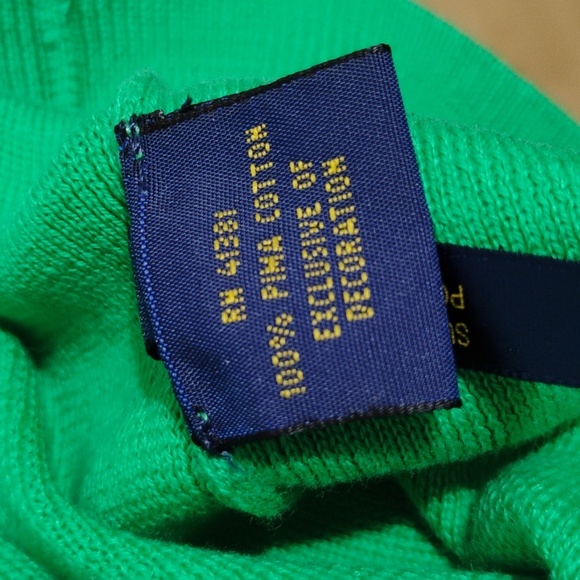 RN 41381
100% PIMA COTTON
EXCLUSIVE OF
DECORATION